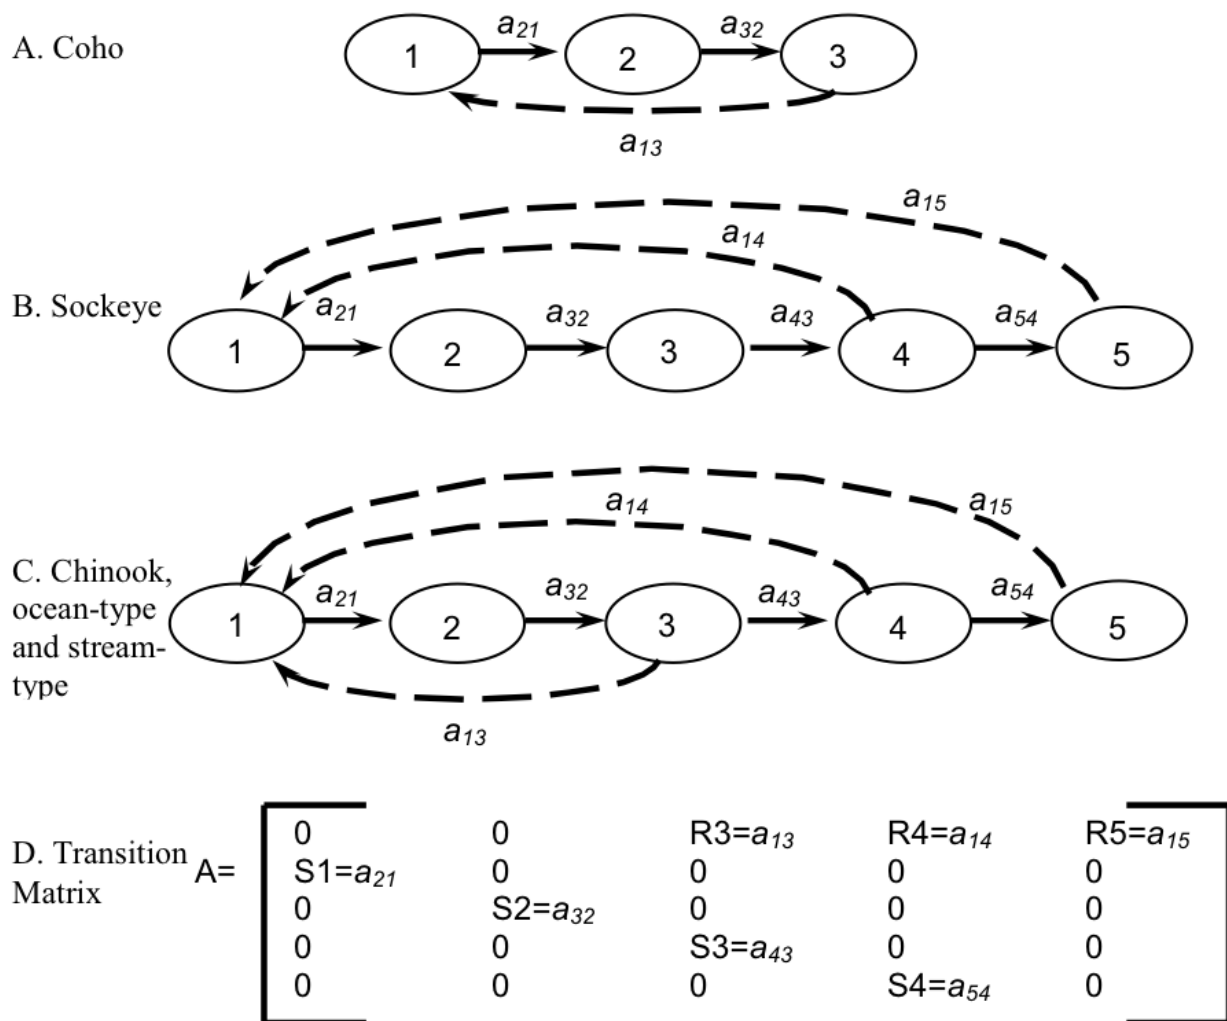 A. Coho
1
a21
2
a32
3
a13
B. Sockeye
a15
a14
1
a21
2
a32
3
a43
4
a54
5
C. Chinook,
ocean-type
and stream-
type
a15
a14
1
a21
2
a32
3
a43
4
a54
5
a13
D. Transition
Matrix
A=
0 0 R3=a13 R4=a14 R5=a15
S1=a21 0 0 0 0
0 S2=a32 0 0 0
0 0 S3=a43 0 0
0 0 0 S4=a54 0